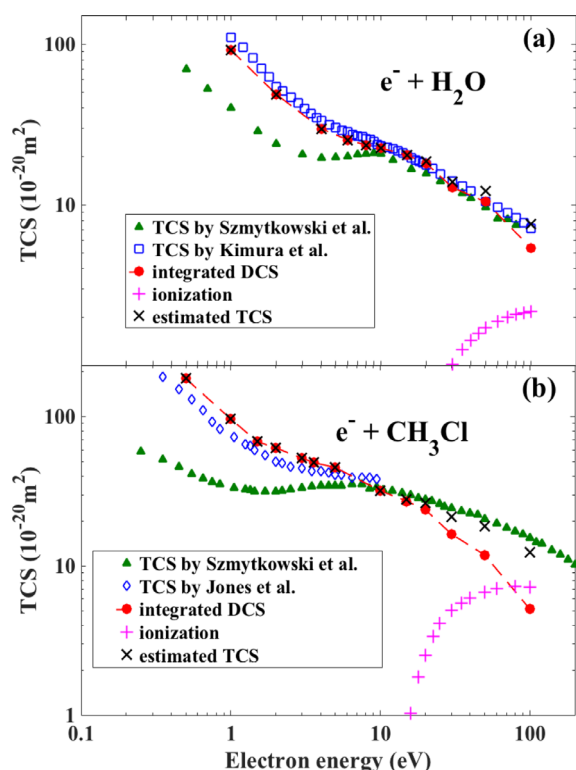 (a)
e⁻ + H₂O
100
10
TCS (10⁻²⁰m²)
TCS by Szmytkowski et al.
TCS by Kimura et al.
integrated DCS
ionization
estimated TCS
(b)
e⁻ + CH₃Cl
100
10
1
TCS (10⁻²⁰m²)
TCS by Szmytkowski et al.
TCS by Jones et al.
integrated DCS
ionization
estimated TCS
0.1 1 10 100
Electron energy (eV)